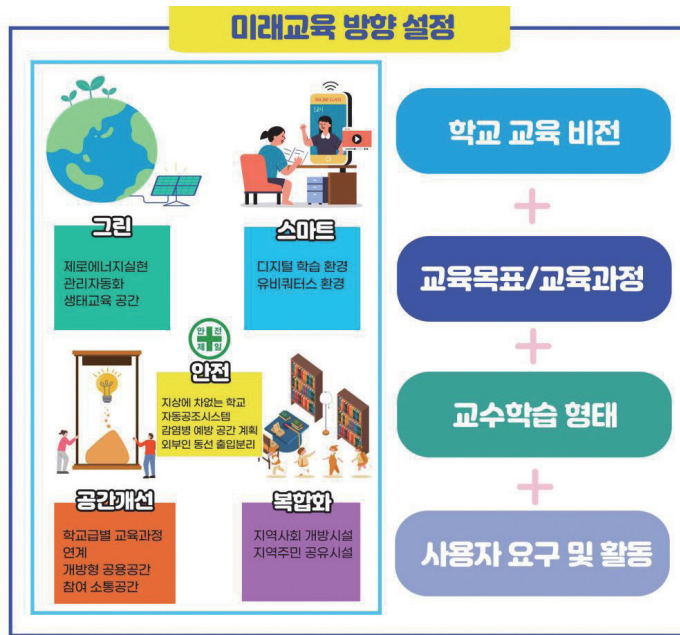 미래교육 방향 설정
그린
제로에너지실현
관리자동화
생태교육 공간
스마트
디지털 학습 환경
유비쿼터스 환경
안전
제일
안전
지상에 차없는 학교
자동공조시스템
감염병 예방 공간 계획
외부인 동선 출입분리
공간개선
학교급별 교육과정
연계
개방형 공용공간
참여 소통공간
복합화
지역사회 개방시설
지역주민 공유시설
학교 교육 비전
+
교육목표/교육과정
+
교수학습 형태
+
사용자 요구 및 활동